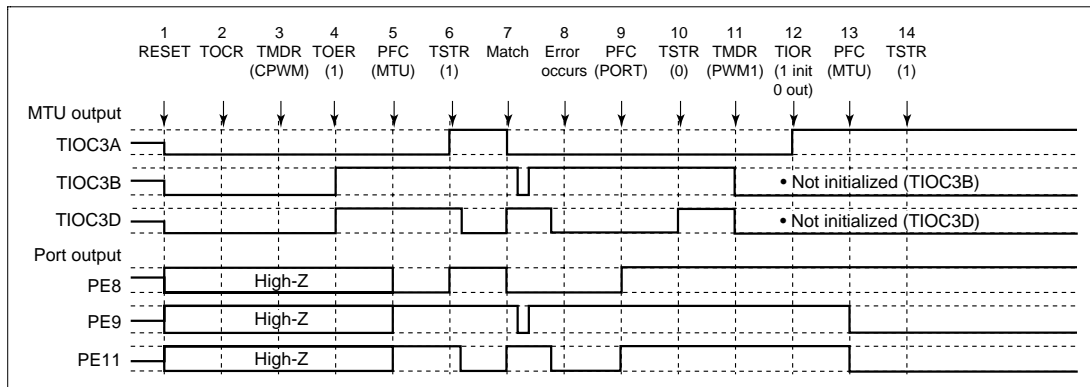 1 2 3 4 5 6 7 8 9 10 11 12 13 14
RESET TOCR TMDR TOER PFC TSTR Match Error PFC TSTR TMDR TIOR PFC TSTR
(CPWM) (1) (MTU) (1) occurs (PORT) (0) (PWM1) (1 init (MTU) (1)
0 out)
MTU output
TIOC3A
TIOC3B • Not initialized (TIOC3B)
TIOC3D • Not initialized (TIOC3D)
Port output
PE8 High-Z
PE9 High-Z
PE11 High-Z